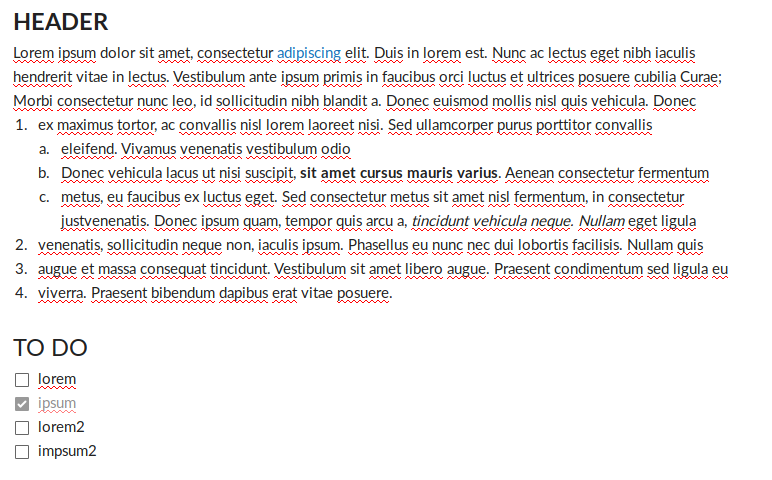 HEADER
Lorem ipsum dolor sit amet, consectetur adipiscing elit. Duis in lorem est. Nunc ac lectus eget nibh iaculis
hendrerit vitae in lectus. Vestibulum ante ipsum primis in faucibus orci luctus et ultrices posuere cubilia Curae;
Morbi consectetur nunc leo, id sollicitudin nibh blandit a. Donec euismod mollis nisl quis vehicula. Donec
1. ex maximus tortor, ac convallis nisl lorem laoreet nisi. Sed ullamcorper purus porttitor convallis
a. eleifend. Vivamus venenatis vestibulum odio
b. Donec vehicula lacus ut nisi suscipit, sit amet cursus mauris varius. Aenean consectetur fermentum
c. metus, eu faucibus ex luctus eget. Sed consectetur metus sit amet nisl fermentum, in consectetur
justvenenatis. Donec ipsum quam, tempor quis arcu a, tincidunt vehicula neque. Nullam eget ligula
2. venenatis, sollicitudin neque non, iaculis ipsum. Phasellus eu nunc nec dui lobortis facilisis. Nullam quis
3. augue et massa consequat tincidunt. Vestibulum sit amet libero augue. Praesent condimentum sed ligula eu
4. viverra. Praesent bibendum dapibus erat vitae posuere.
TO DO
lorem
ipsum
lorem2
impsum2